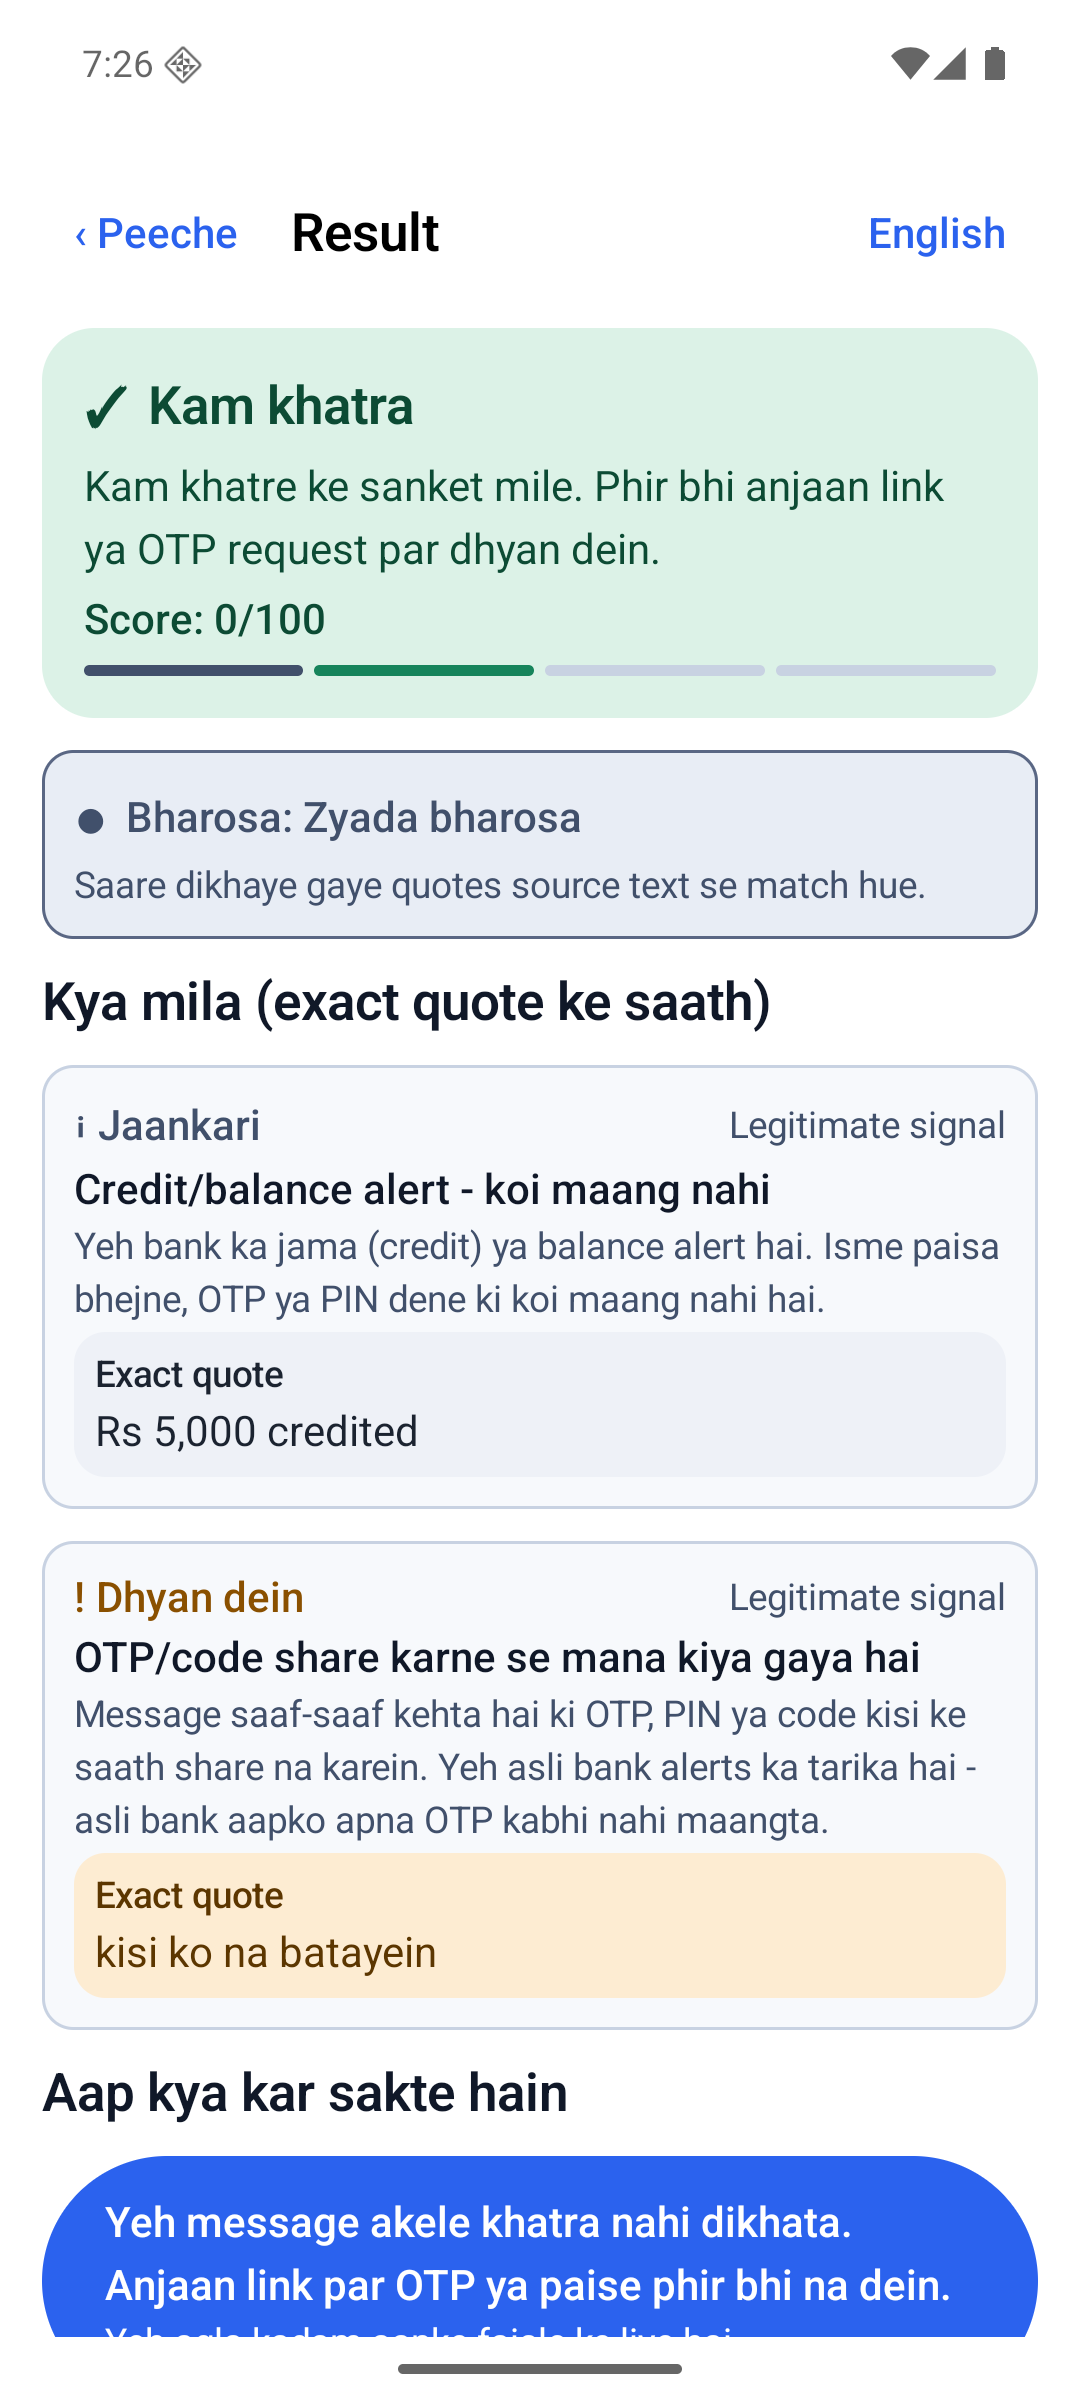 7:26
‹ Peeche Result English
✓ Kam khatra
Kam khatre ke sanket mile. Phir bhi anjaan link
ya OTP request par dhyan dein.
Score: 0/100
● Bharosa: Zyada bharosa
Saare dikhaye gaye quotes source text se match hue.
Kya mila (exact quote ke saath)
i Jaankari Legitimate signal
Credit/balance alert - koi maang nahi
Yeh bank ka jama (credit) ya balance alert hai. Isme paisa
bhejne, OTP ya PIN dene ki koi maang nahi hai.
Exact quote
Rs 5,000 credited
! Dhyan dein Legitimate signal
OTP/code share karne se mana kiya gaya hai
Message saaf-saaf kehta hai ki OTP, PIN ya code kisi ke
saath share na karein. Yeh asli bank alerts ka tarika hai -
asli bank aapko apna OTP kabhi nahi maangta.
Exact quote
kisi ko na batayein
Aap kya kar sakte hain
Yeh message akele khatra nahi dikhata.
Anjaan link par OTP ya paise phir bhi na dein.